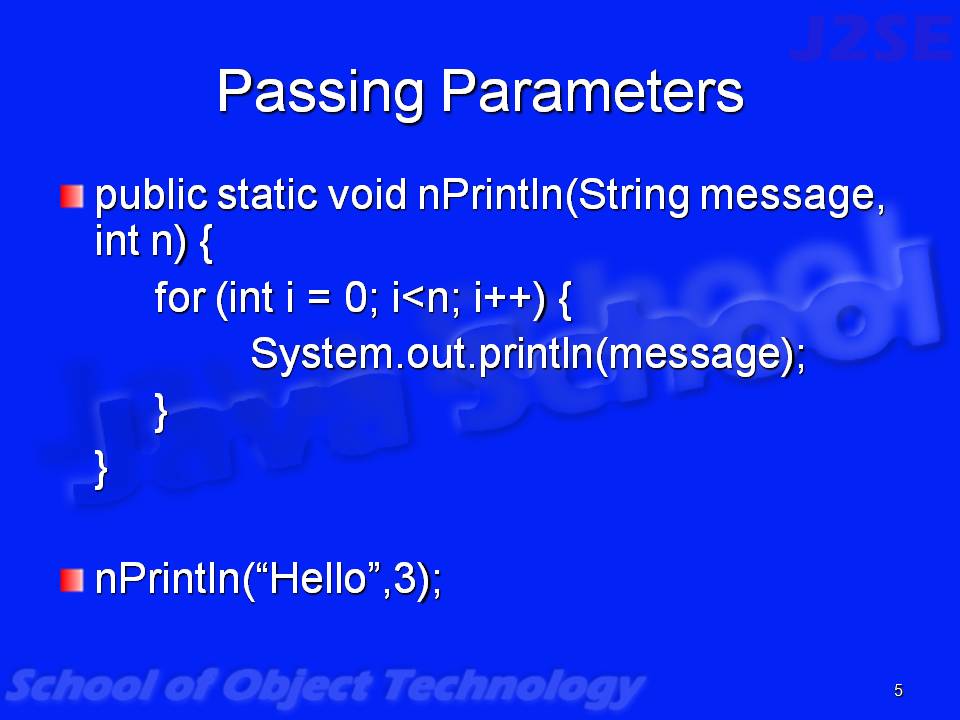 J2SE
Passing Parameters
public static void nPrintln(String message,
int n) {
for (int i = 0; i<n; i++) {
System.out.println(message);
}
}
Java School
nPrintln(“Hello”,3);
School of Object Technology
5